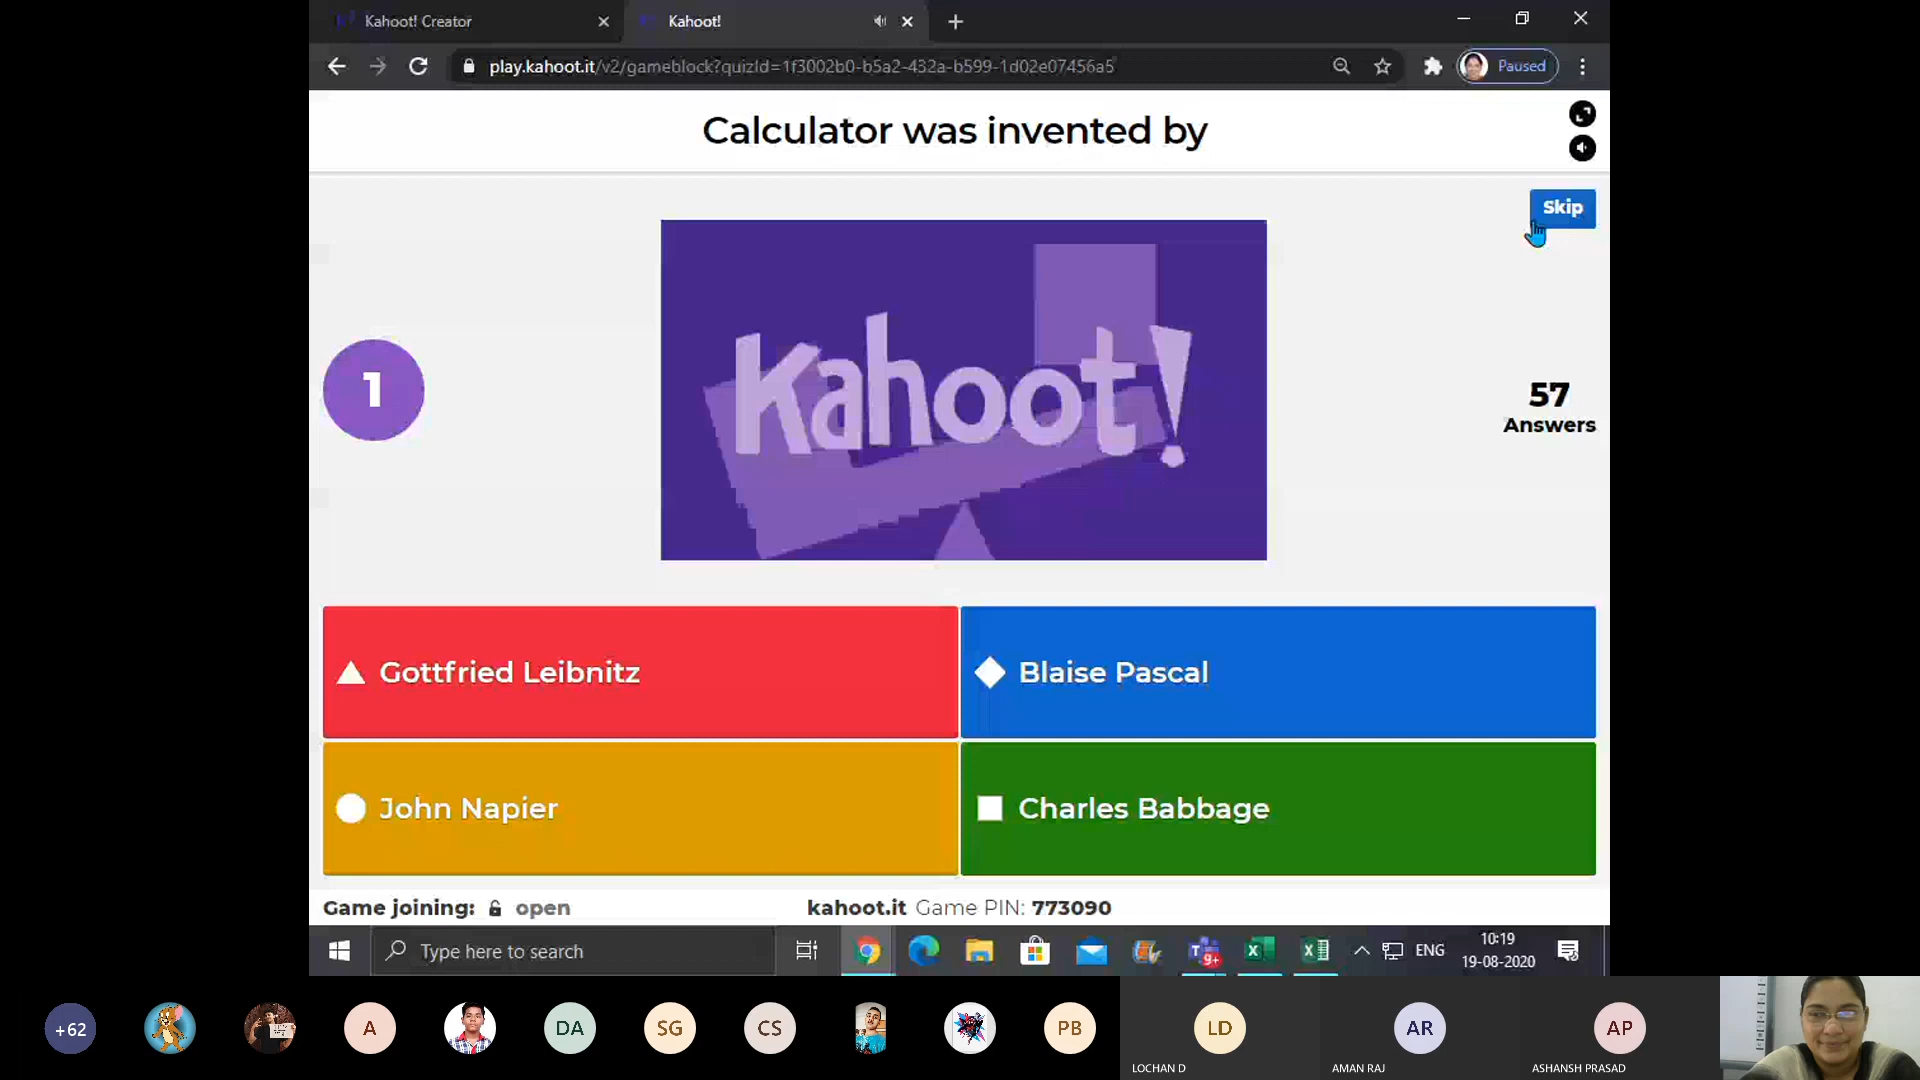 Kahoot! Creator
Kahoot!
play.kahoot.it/v2/gameblock?quizId=1f3002b0-b5a2-432a-b599-1d02e07456a5
Paused
Calculator was invented by
Skip
Kahoot!
1
57
Answers
Gottfried Leibnitz
Blaise Pascal
John Napier
Charles Babbage
Game joining: open
kahoot.it Game PIN: 773090
Type here to search
9+
ENG
10:19
19-08-2020
+62
A
DA
SG
CS
PB
LD
AR
AP
LOCHAN D
AMAN RAJ
ASHANSH PRASAD